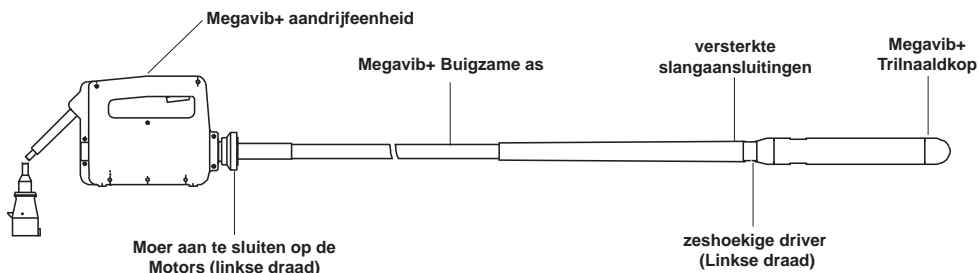 Megavib+ aandrijfeenheid
Megavib+ Buigzame as
versterkte
slangaansluitingen
Megavib+
Trilnaaldkop
Moer aan te sluiten op de
Motors (linkse draad)
zeshoekige driver
(Linkse draad)